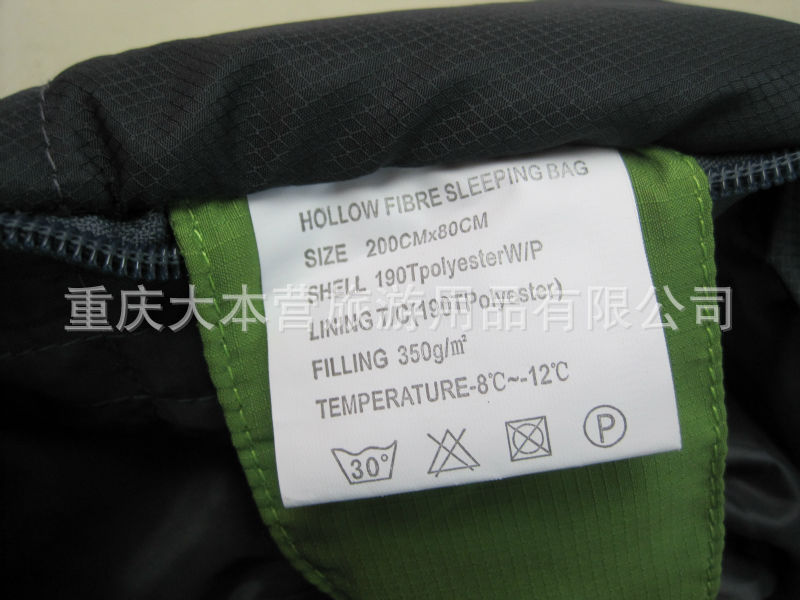 HOLLOW FIBRE SLEEPING BAG
SIZE 200CMx80CM
SHELL 190TpolyesterW/P
重庆大本营旅游用品有限公司
LINING T/C(190TPolyester)
FILLING 350g/㎡
TEMPERATURE-8℃~-12℃
30°
P